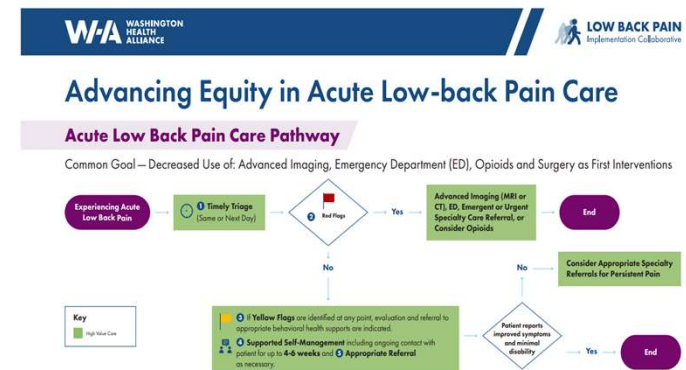 WHA WASHINGTON
HEALTH
ALLIANCE
LOW BACK PAIN
Implementation Collaborative
Advancing Equity in Acute Low-back Pain Care
Acute Low Back Pain Care Pathway
Common Goal — Decreased Use of: Advanced Imaging, Emergency Department (ED), Opioids and Surgery as First Interventions
Experiencing Acute
Low Back Pain
1 Timely Triage
(Same or Next Day)
2 Red Flags
Yes
Advanced Imaging (MRI or
CT), ED, Emergent or Urgent
Specialty Care Referral, or
Consider Opioids
End
No
No
Consider Appropriate Specialty
Referrals for Persistent Pain
Key
High Value Care
3 If Yellow Flags are identified at any point, evaluation and referral to
appropriate behavioral health supports are indicated.
4 Supported Self-Management including ongoing contact with
patient for up to 4-6 weeks and 5 Appropriate Referral
as necessary.
Patient reports
improved symptoms
and minimal
disability
Yes
End